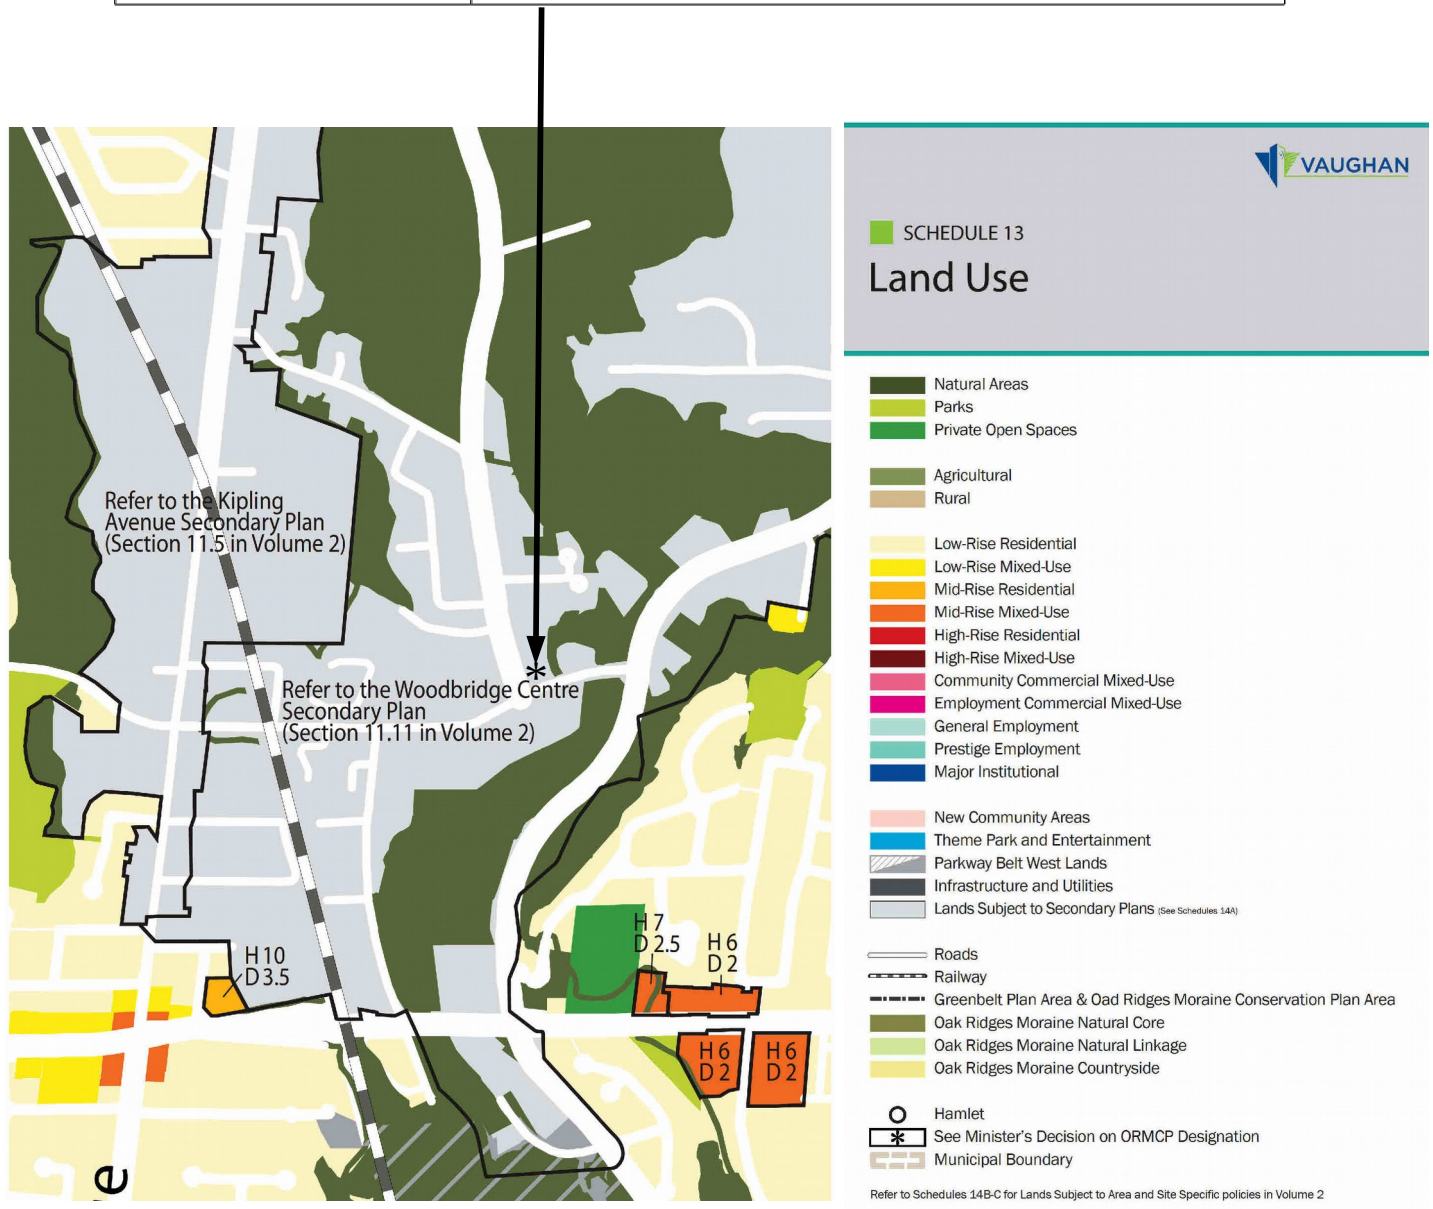 VAUGHAN
SCHEDULE 13
Land Use
Refer to the Kipling
Avenue Secondary Plan
(Section 11.5 in Volume 2)
*
Refer to the Woodbridge Centre
Secondary Plan
(Section 11.11 in Volume 2)
H 10
D 3.5
H 7
D 2.5
H 6
D 2
H 6
D 2
H 6
D 2
ve
Natural Areas
Parks
Private Open Spaces
Agricultural
Rural
Low-Rise Residential
Low-Rise Mixed-Use
Mid-Rise Residential
Mid-Rise Mixed-Use
High-Rise Residential
High-Rise Mixed-Use
Community Commercial Mixed-Use
Employment Commercial Mixed-Use
General Employment
Prestige Employment
Major Institutional
New Community Areas
Theme Park and Entertainment
Parkway Belt West Lands
Infrastructure and Utilities
Lands Subject to Secondary Plans (See Schedules 14A)
Roads
Railway
Greenbelt Plan Area & Oad Ridges Moraine Conservation Plan Area
Oak Ridges Moraine Natural Core
Oak Ridges Moraine Natural Linkage
Oak Ridges Moraine Countryside
Hamlet
* See Minister's Decision on ORMCP Designation
Municipal Boundary
Refer to Schedules 14B-C for Lands Subject to Area and Site Specific policies in Volume 2